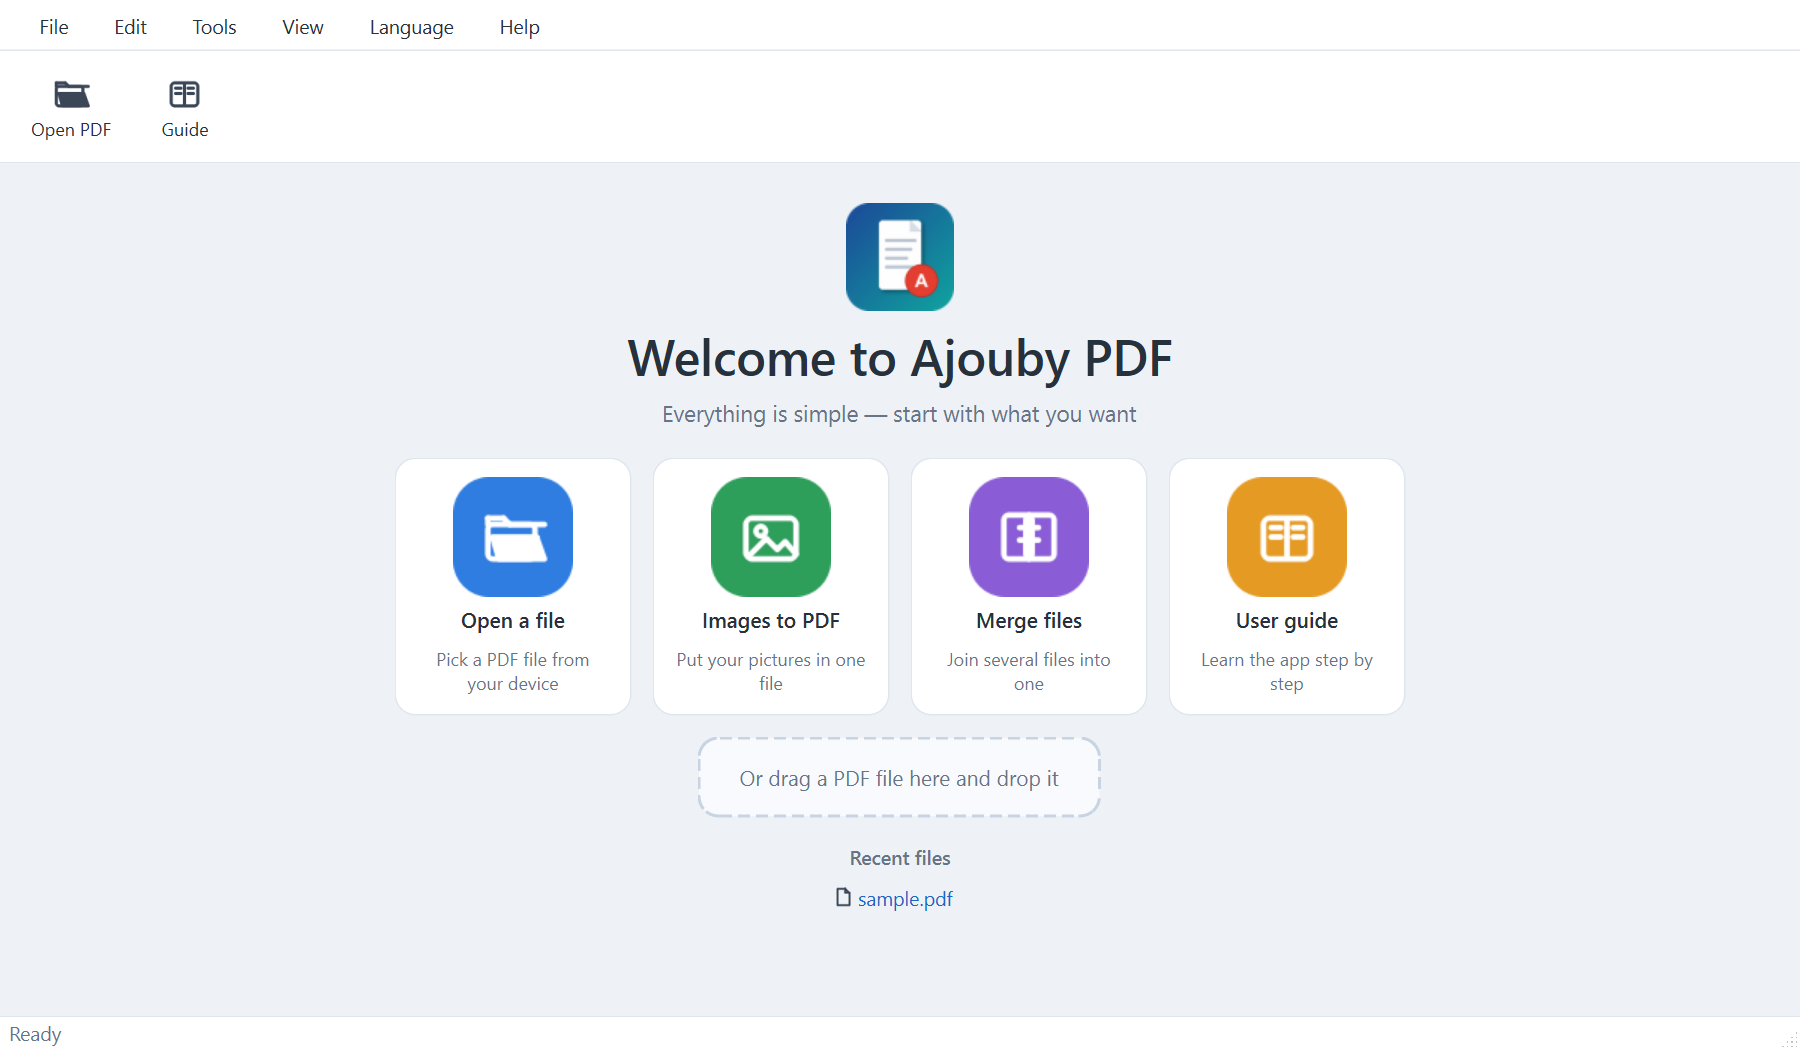 File Edit Tools View Language Help
Open PDF Guide
A
Welcome to Ajouby PDF
Everything is simple — start with what you want
Open a file
Pick a PDF file from
your device
Images to PDF
Put your pictures in one
file
Merge files
Join several files into
one
User guide
Learn the app step by
step
Or drag a PDF file here and drop it
Recent files
sample.pdf
Ready